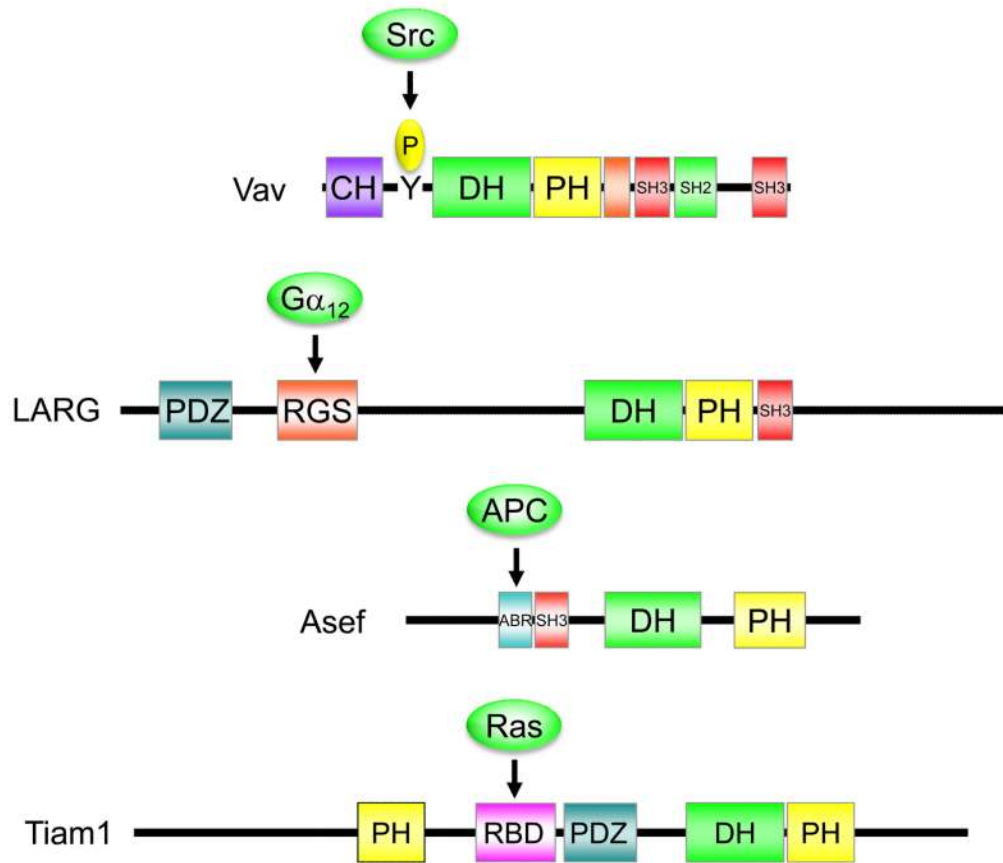 Src
P
Vav CH Y DH PH SH3 SH2 SH3
Gα₁₂
LARG PDZ RGS DH PH SH3
APC
Asef ABR SH3 DH PH
Ras
Tiam1 PH RBD PDZ DH PH